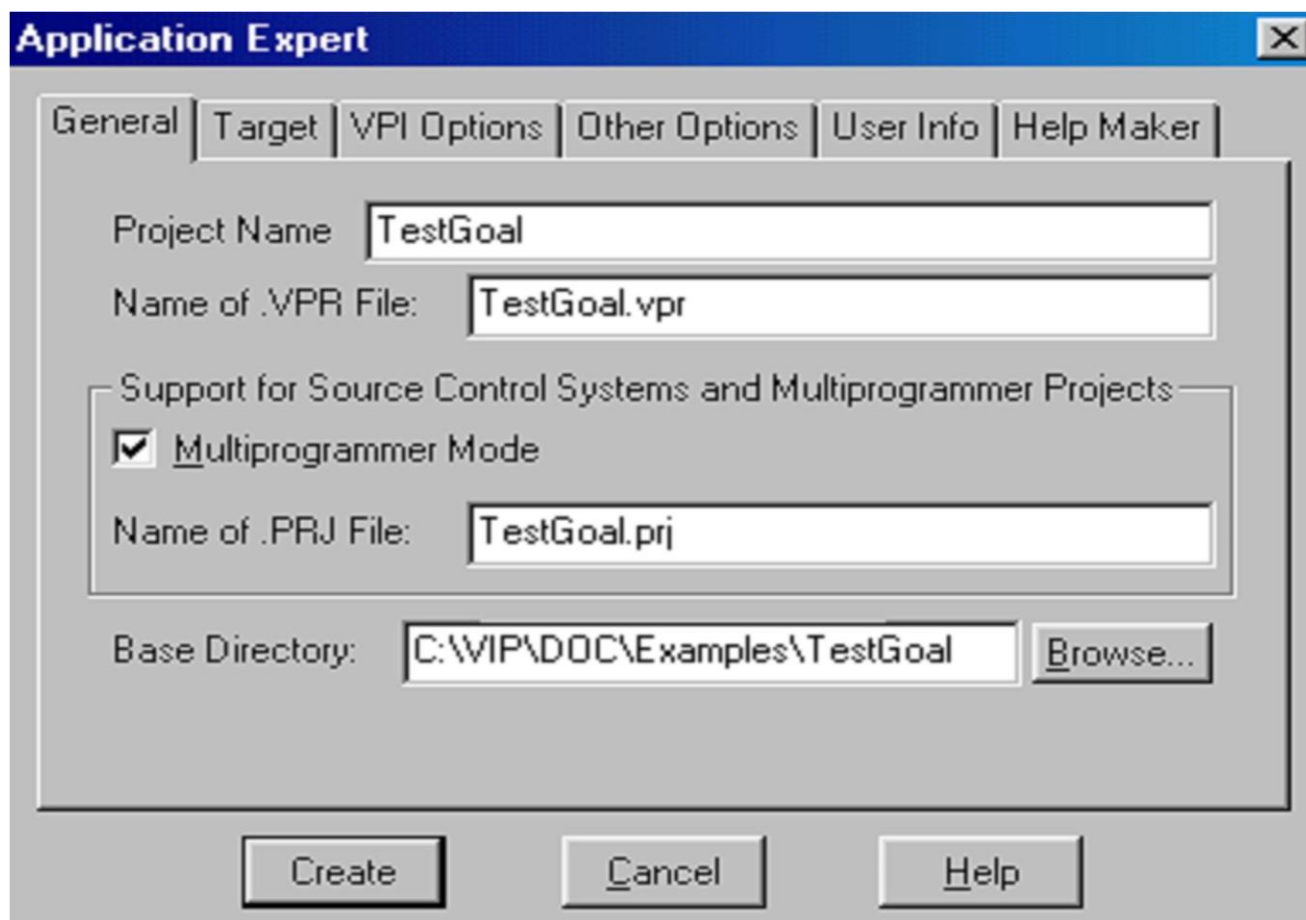 Application Expert
General Target VPI Options Other Options User Info Help Maker
Project Name TestGoal
Name of .VPR File: TestGoal.vpr
Support for Source Control Systems and Multiprogrammer Projects
Multiprogrammer Mode
Name of .PRJ File: TestGoal.prj
Base Directory: C:\VIP\DOC\Examples\TestGoal Browse...
Create Cancel Help